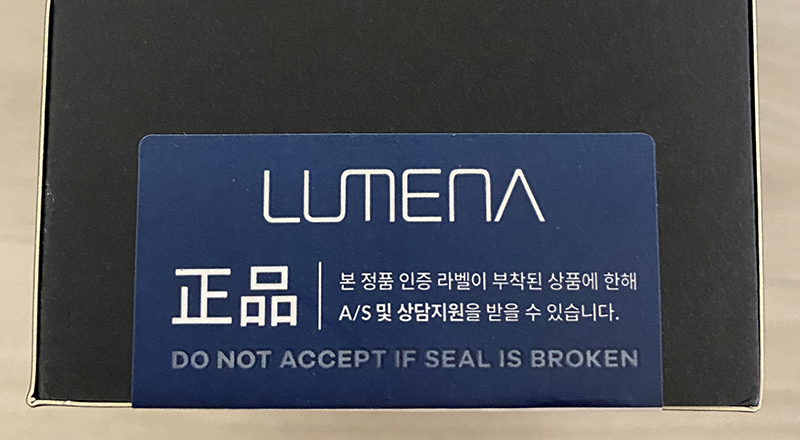 LUMENA
正品
본 정품 인증 라벨이 부착된 상품에 한해
A/S 및 상담지원을 받을 수 있습니다.
DO NOT ACCEPT IF SEAL IS BROKEN